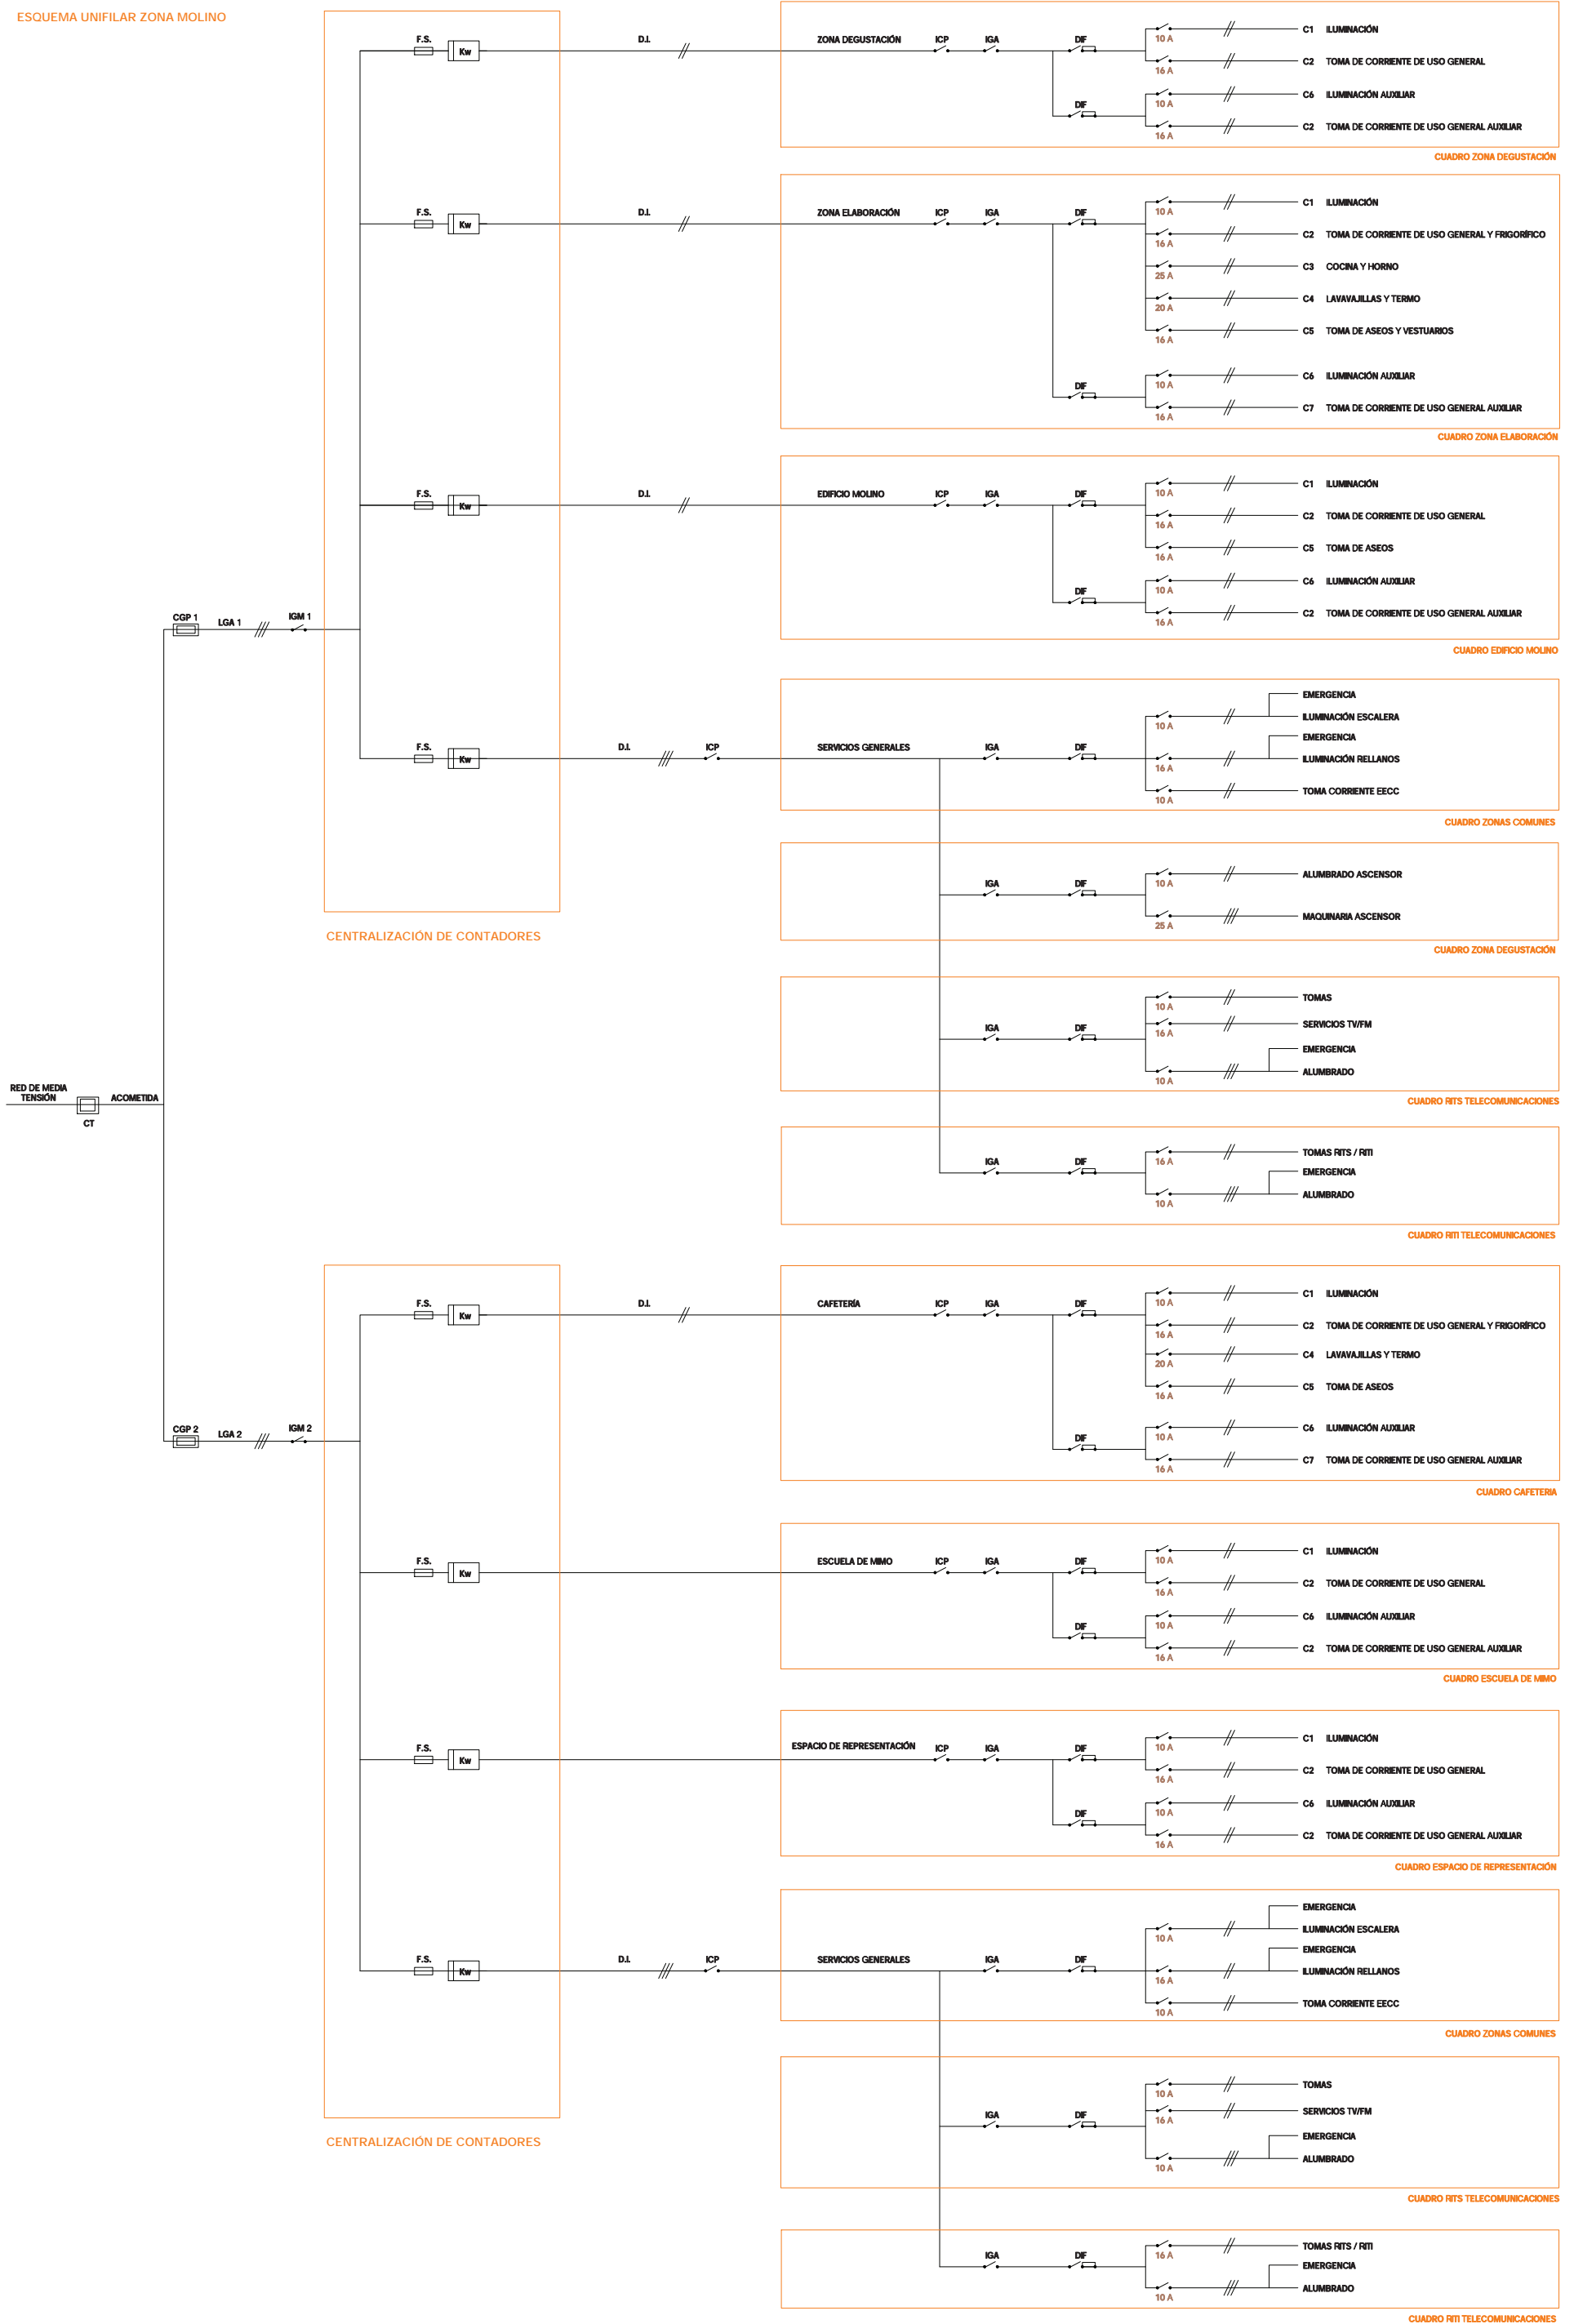 ESQUEMA UNIFILAR ZONA MOLINO
F.S.
Kw
D.I.
ZONA DEGUSTACIÓN
ICP
IGA
DIF
10 A
C1 ILUMINACIÓN
16 A
C2 TOMA DE CORRIENTE DE USO GENERAL
DIF
10 A
C6 ILUMINACIÓN AUXILIAR
16 A
C2 TOMA DE CORRIENTE DE USO GENERAL AUXILIAR
CUADRO ZONA DEGUSTACIÓN
F.S.
Kw
D.I.
ZONA ELABORACIÓN
ICP
IGA
DIF
10 A
C1 ILUMINACIÓN
16 A
C2 TOMA DE CORRIENTE DE USO GENERAL Y FRIGORÍFICO
25 A
C3 COCINA Y HORNO
20 A
C4 LAVAVAJILLAS Y TERMO
16 A
C5 TOMA DE ASEOS Y VESTUARIOS
DIF
10 A
C6 ILUMINACIÓN AUXILIAR
16 A
C7 TOMA DE CORRIENTE DE USO GENERAL AUXILIAR
CUADRO ZONA ELABORACIÓN
F.S.
Kw
D.I.
EDIFICIO MOLINO
ICP
IGA
DIF
10 A
C1 ILUMINACIÓN
16 A
C2 TOMA DE CORRIENTE DE USO GENERAL
16 A
C5 TOMA DE ASEOS
DIF
10 A
C6 ILUMINACIÓN AUXILIAR
16 A
C2 TOMA DE CORRIENTE DE USO GENERAL AUXILIAR
CUADRO EDIFICIO MOLINO
CGP 1
LGA 1
IGM 1
F.S.
Kw
D.I.
ICP
SERVICIOS GENERALES
IGA
DIF
EMERGENCIA
10 A
ILUMINACIÓN ESCALERA
EMERGENCIA
16 A
ILUMINACIÓN RELLANOS
10 A
TOMA CORRIENTE EECC
CUADRO ZONAS COMUNES
IGA
DIF
10 A
ALUMBRADO ASCENSOR
25 A
MAQUINARIA ASCENSOR
CUADRO ZONA DEGUSTACIÓN
CENTRALIZACIÓN DE CONTADORES
IGA
DIF
10 A
TOMAS
16 A
SERVICIOS TV/FM
EMERGENCIA
10 A
ALUMBRADO
CUADRO RITS TELECOMUNICACIONES
RED DE MEDIA
TENSIÓN
CT
ACOMETIDA
IGA
DIF
16 A
TOMAS RITS / RITI
EMERGENCIA
10 A
ALUMBRADO
CUADRO RITI TELECOMUNICACIONES
F.S.
Kw
D.I.
CAFETERÍA
ICP
IGA
DIF
10 A
C1 ILUMINACIÓN
16 A
C2 TOMA DE CORRIENTE DE USO GENERAL Y FRIGORÍFICO
20 A
C4 LAVAVAJILLAS Y TERMO
16 A
C5 TOMA DE ASEOS
DIF
10 A
C6 ILUMINACIÓN AUXILIAR
16 A
C7 TOMA DE CORRIENTE DE USO GENERAL AUXILIAR
CUADRO CAFETERIA
CGP 2
LGA 2
IGM 2
F.S.
Kw
ESCUELA DE MIMO
ICP
IGA
DIF
10 A
C1 ILUMINACIÓN
16 A
C2 TOMA DE CORRIENTE DE USO GENERAL
DIF
10 A
C6 ILUMINACIÓN AUXILIAR
16 A
C2 TOMA DE CORRIENTE DE USO GENERAL AUXILIAR
CUADRO ESCUELA DE MIMO
F.S.
Kw
ESPACIO DE REPRESENTACIÓN
ICP
IGA
DIF
10 A
C1 ILUMINACIÓN
16 A
C2 TOMA DE CORRIENTE DE USO GENERAL
DIF
10 A
C6 ILUMINACIÓN AUXILIAR
16 A
C2 TOMA DE CORRIENTE DE USO GENERAL AUXILIAR
CUADRO ESPACIO DE REPRESENTACIÓN
F.S.
Kw
D.I.
ICP
SERVICIOS GENERALES
IGA
DIF
EMERGENCIA
10 A
ILUMINACIÓN ESCALERA
EMERGENCIA
16 A
ILUMINACIÓN RELLANOS
10 A
TOMA CORRIENTE EECC
CUADRO ZONAS COMUNES
IGA
DIF
10 A
TOMAS
16 A
SERVICIOS TV/FM
EMERGENCIA
10 A
ALUMBRADO
CUADRO RITS TELECOMUNICACIONES
CENTRALIZACIÓN DE CONTADORES
IGA
DIF
16 A
TOMAS RITS / RITI
EMERGENCIA
10 A
ALUMBRADO
CUADRO RITI TELECOMUNICACIONES